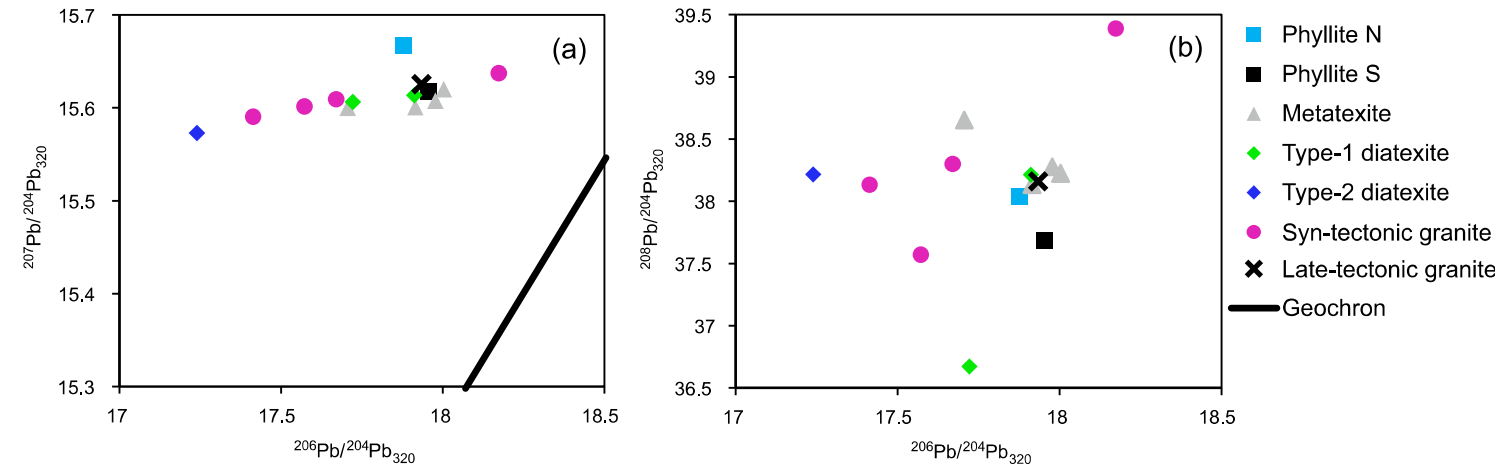 (a)
15.7
15.6
15.5
15.4
15.3
17
17.5
18
18.5
207Pb/204Pb320
206Pb/204Pb320
(b)
39.5
39
38.5
38
37.5
37
36.5
17
17.5
18
18.5
208Pb/204Pb320
206Pb/204Pb320
Phyllite N
Phyllite S
Metatexite
Type-1 diatexite
Type-2 diatexite
Syn-tectonic granite
Late-tectonic granite
Geochron